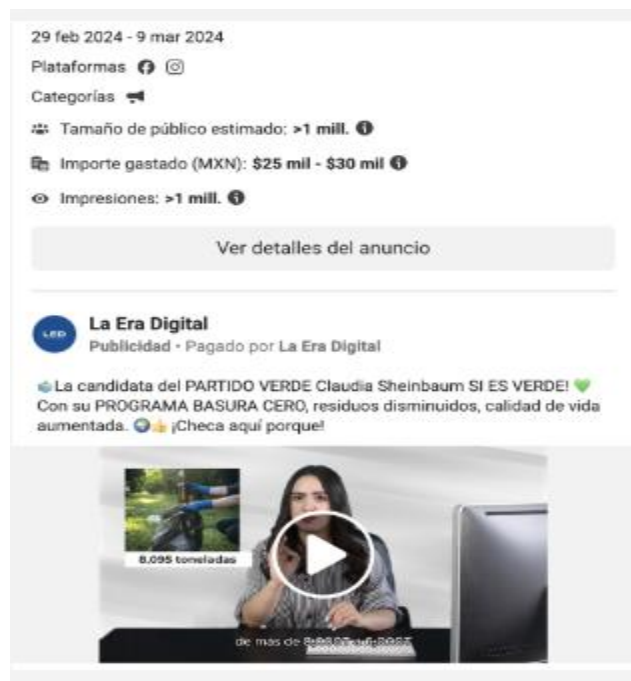 29 feb 2024 - 9 mar 2024
Plataformas
Categorías
Tamaño de público estimado: >1 mill.
Importe gastado (MXN): $25 mil - $30 mil
Impresiones: >1 mill.
Ver detalles del anuncio
LED
La Era Digital
Publicidad • Pagado por La Era Digital
La candidata del PARTIDO VERDE Claudia Sheinbaum SI ES VERDE! 💚
Con su PROGRAMA BASURA CERO, residuos disminuidos, calidad de vida
aumentada. 🌎👍 ¡Checa aquí porque!
8,095 toneladas
de más de